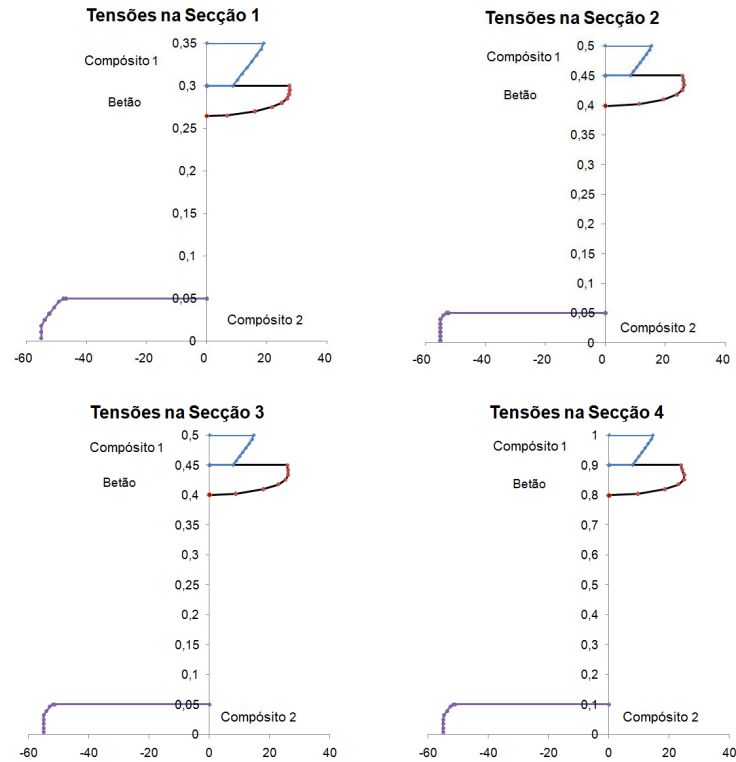 Tensões na Secção 1
0,35
Compósito 1
0,3
Betão
0,25
0,2
0,15
0,1
0,05
Compósito 2
0
-60 -40 -20 0 20 40
Tensões na Secção 2
0,5
Compósito 1
0,45
Betão
0,4
0,35
0,3
0,25
0,2
0,15
0,1
0,05
Compósito 2
0
-60 -40 -20 0 20 40
Tensões na Secção 3
0,5
Compósito 1
0,45
Betão
0,4
0,35
0,3
0,25
0,2
0,15
0,1
0,05
Compósito 2
0
-60 -40 -20 0 20 40
Tensões na Secção 4
1
Compósito 1
0,9
Betão
0,8
0,7
0,6
0,5
0,4
0,3
0,2
0,1
Compósito 2
0
-60 -40 -20 0 20 40